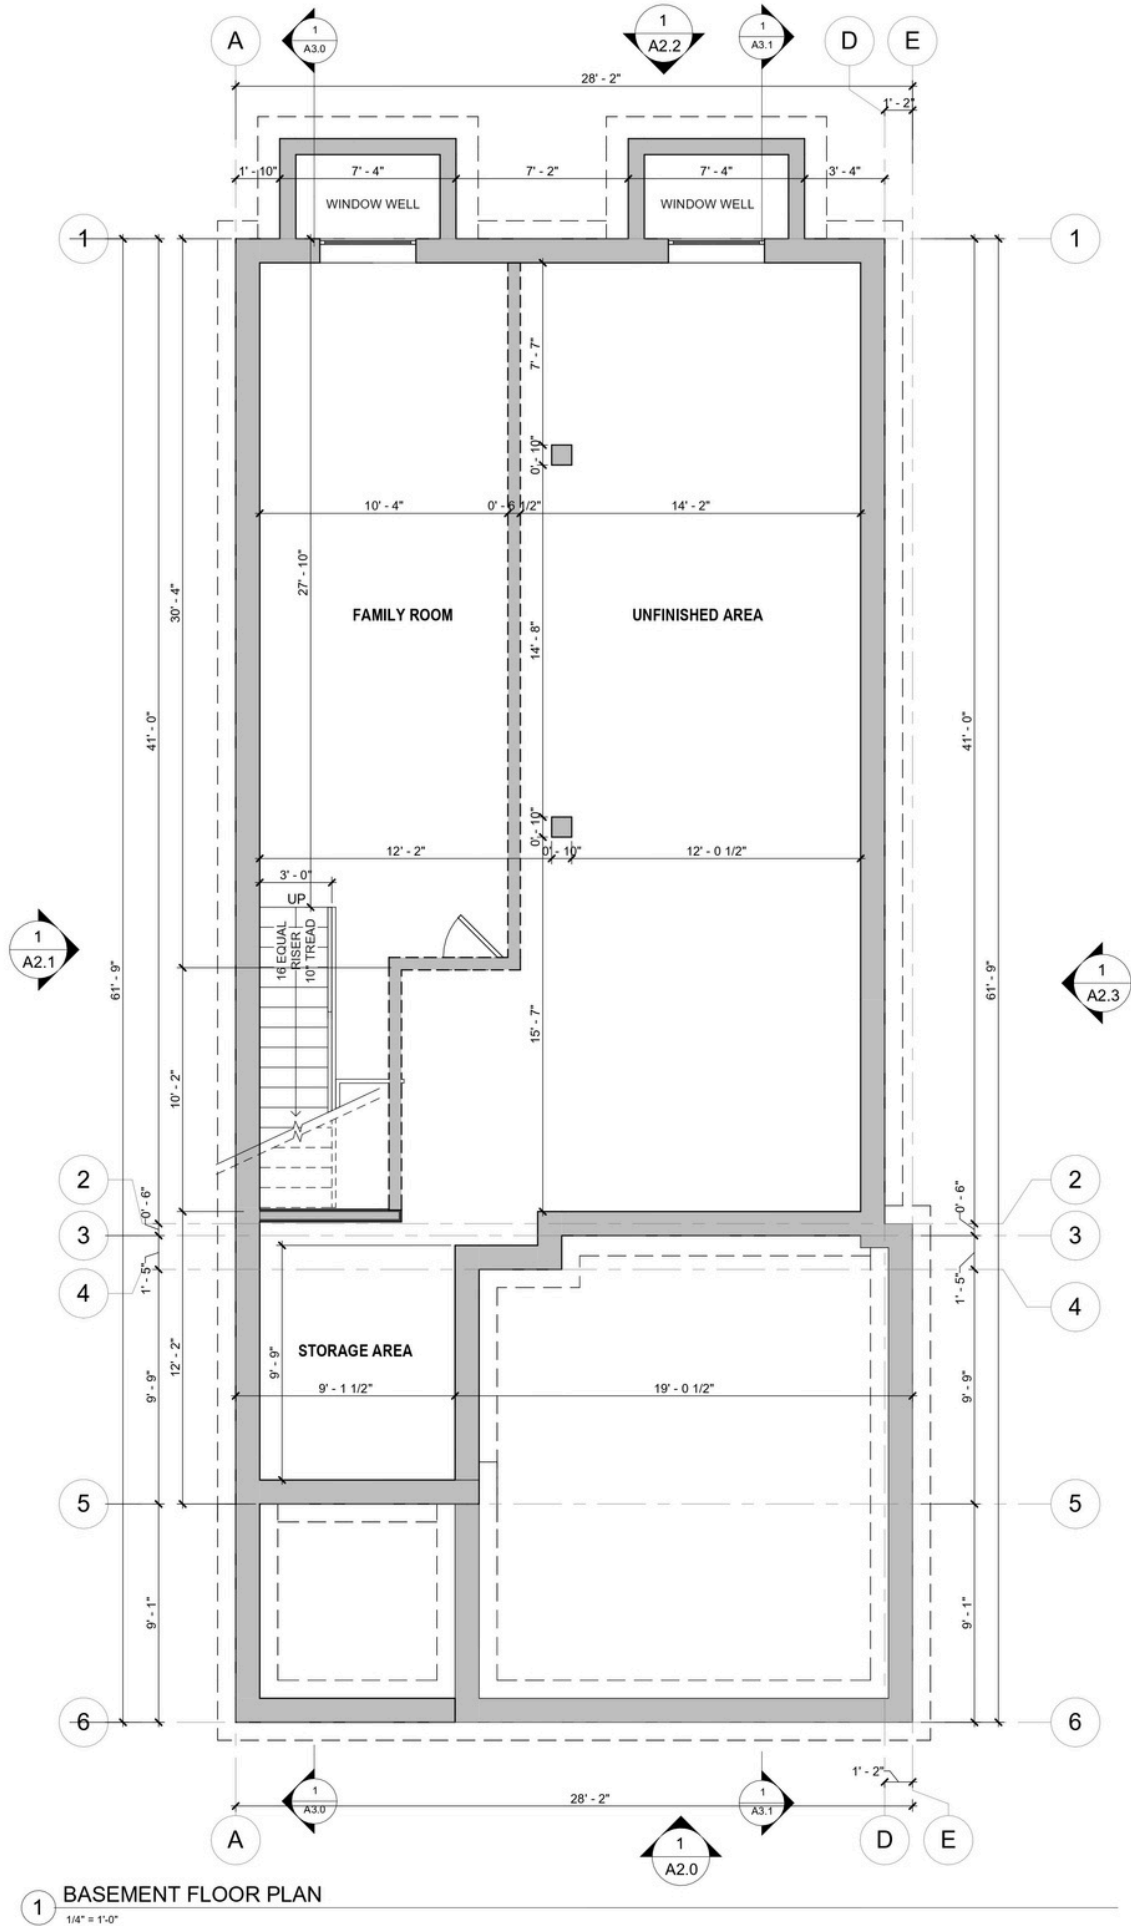 A
1
A3.0
1
A2.2
1
A3.1
D
E
28' - 2"
1' - 2"
1' - 10"
7' - 4"
7' - 2"
7' - 4"
3' - 4"
WINDOW WELL
WINDOW WELL
1
1
7' - 7"
0' - 10"
10' - 4"
0' - 6 1/2"
14' - 2"
27' - 10"
30' - 4"
FAMILY ROOM
UNFINISHED AREA
14' - 8"
41' - 0"
41' - 0"
0' - 10"
12' - 2"
0' - 10"
12' - 0 1/2"
3' - 0"
UP
16 EQUAL
RISER
10" TREAD
1
A2.1
61' - 9"
61' - 9"
1
A2.3
15' - 7"
10' - 2"
2
0' - 6"
0' - 6"
2
3
3
4
1' - 5"
1' - 5"
4
STORAGE AREA
9' - 9"
12' - 2"
9' - 9"
9' - 9"
9' - 1 1/2"
19' - 0 1/2"
5
5
9' - 1"
9' - 1"
6
6
1' - 2"
28' - 2"
1
A3.0
1
A3.1
A
D
E
1
A2.0
1
BASEMENT FLOOR PLAN
1/4" = 1'-0"